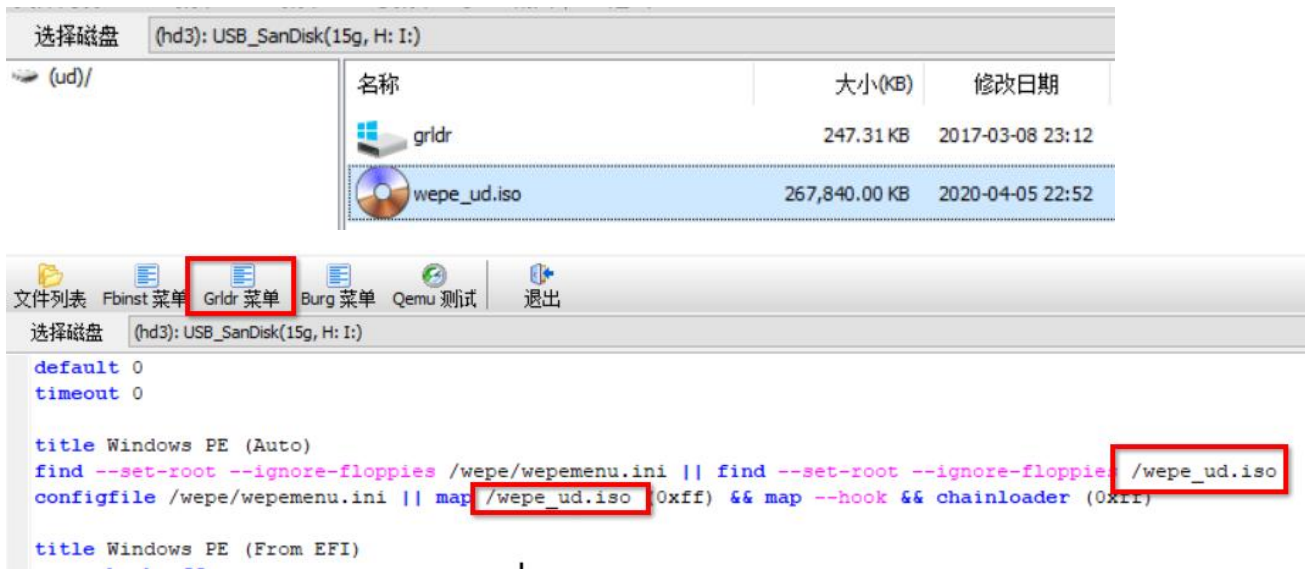 选择磁盘 (hd3): USB_SanDisk(15g, H: I:)
(ud)/
名称 大小(KB) 修改日期
grldr 247.31 KB 2017-03-08 23:12
wepe_ud.iso 267,840.00 KB 2020-04-05 22:52
文件列表 Fbinst 菜单 Grldr 菜单 Burg 菜单 Qemu 测试 退出
选择磁盘 (hd3): USB_SanDisk(15g, H: I:)
default 0
timeout 0
title Windows PE (Auto)
find --set-root --ignore-floppies /wepe/wepemenu.ini || find --set-root --ignore-floppies /wepe_ud.iso
configfile /wepe/wepemenu.ini || map /wepe_ud.iso (0xff) && map --hook && chainloader (0xff)
title Windows PE (From EFI)